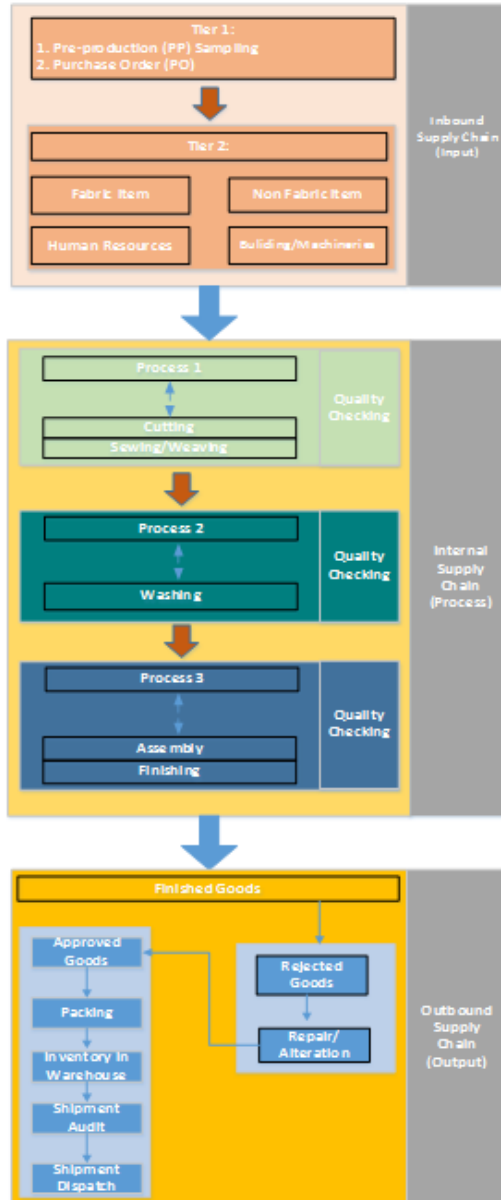 Tier 1:
1. Pre-production (PP) Sampling
2. Purchase Order (PO)
Inbound
Supply Chain
(Input)
Tier 2:
Fabric Item
Non Fabric Item
Human Resources
Buliding/Machineries
Process 1
Quality
Checking
Cutting
Sewing/Weaving
Process 2
Quality
Checking
Washing
Internal
Supply
Chain
(Process)
Process 3
Quality
Checking
Assembly
Finishing
Finished Goods
Approved
Goods
Packing
Inventory in
Warehouse
Shipment
Audit
Shipment
Dispatch
Rejected
Goods
Repair/
Alteration
Outbound
Supply
Chain
(Output)